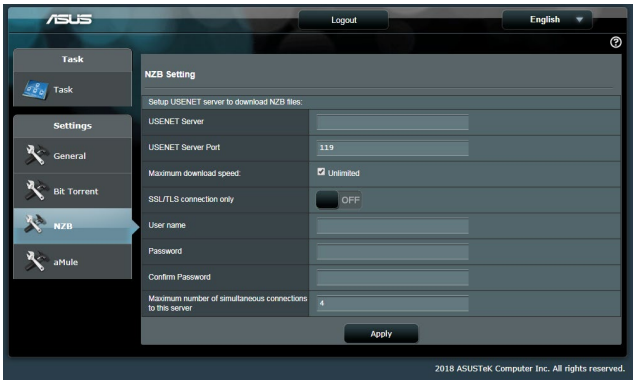 ASUS
Logout
English
?
Task
Task
Settings
General
Bit Torrent
NZB
aMule
NZB Setting
Setup USENET server to download NZB files:
USENET Server
USENET Server Port
119
Maximum download speed:
Unlimited
SSL/TLS connection only
OFF
User name
Password
Confirm Password
Maximum number of simultaneous connections
to this server
4
Apply
2018 ASUSTeK Computer Inc. All rights reserved.